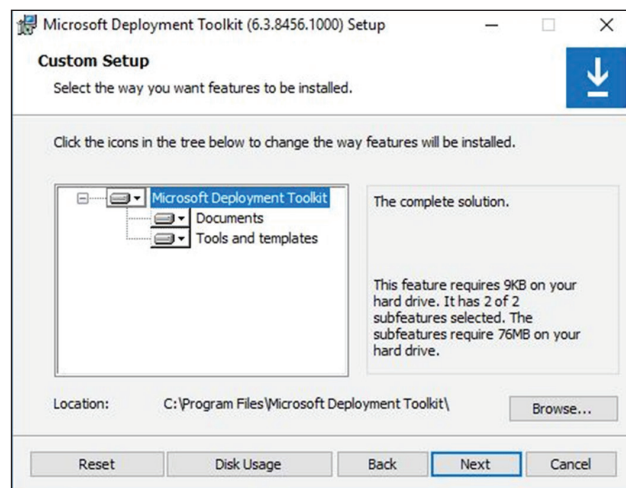 Microsoft Deployment Toolkit (6.3.8456.1000) Setup
Custom Setup
Select the way you want features to be installed.
Click the icons in the tree below to change the way features will be installed.
Microsoft Deployment Toolkit
Documents
Tools and templates
The complete solution.
This feature requires 9KB on your
hard drive. It has 2 of 2
subfeatures selected. The
subfeatures require 76MB on your
hard drive.
Location: C:\Program Files\Microsoft Deployment Toolkit\
Browse...
Reset Disk Usage Back Next Cancel